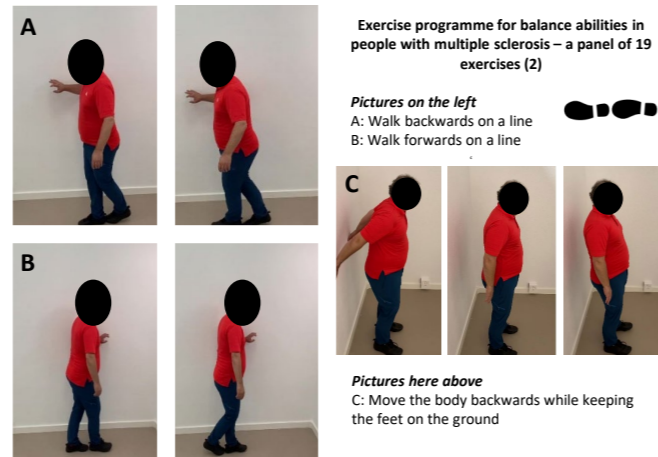 A
Exercise programme for balance abilities in
people with multiple sclerosis – a panel of 19
exercises (2)
Pictures on the left
A: Walk backwards on a line
B: Walk forwards on a line
B
C
Pictures here above
C: Move the body backwards while keeping
the feet on the ground